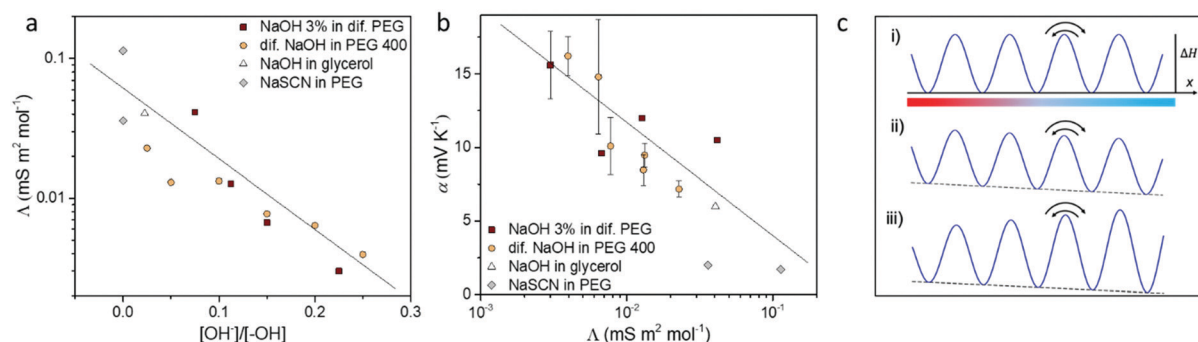 a
NaOH 3% in dif. PEG
dif. NaOH in PEG 400
NaOH in glycerol
NaSCN in PEG
0.1
0.01
Λ (mS m² mol⁻¹)
0.0 0.1 0.2 0.3
[OH⁻]/[-OH]
b
15
10
5
0
α (mV K⁻¹)
NaOH 3% in dif. PEG
dif. NaOH in PEG 400
NaOH in glycerol
NaSCN in PEG
10⁻³ 10⁻² 10⁻¹
Λ (mS m² mol⁻¹)
c
i)
ΔH
x
ii)
iii)